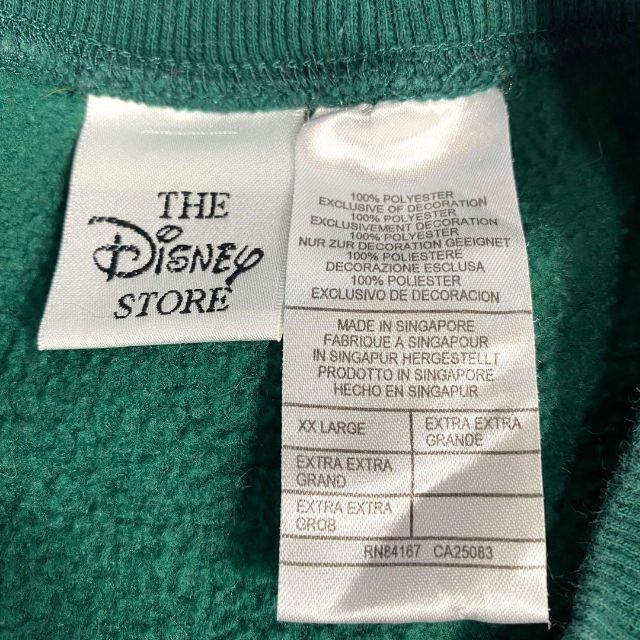 THE
Disney
STORE
100% POLYESTER
EXCLUSIVE OF DECORATION
100% POLYESTER
EXCLUSIVEMENT DECORATION
100% POLYESTER
NUR ZUR DECORATION GEEIGNET
100% POLIESTERE
DECORAZIONE ESCLUSA
100% POLIESTER
EXCLUSIVO DE DECORACION
MADE IN SINGAPORE
FABRIQUE A SINGAPOUR
IN SINGAPUR HERGESTELLT
PRODOTTO IN SINGAPORE
HECHO EN SINGAPUR
XX LARGE
EXTRA EXTRA
GRANDE
EXTRA EXTRA
GRAND
EXTRA EXTRA
GROB
RN84167 CA25083